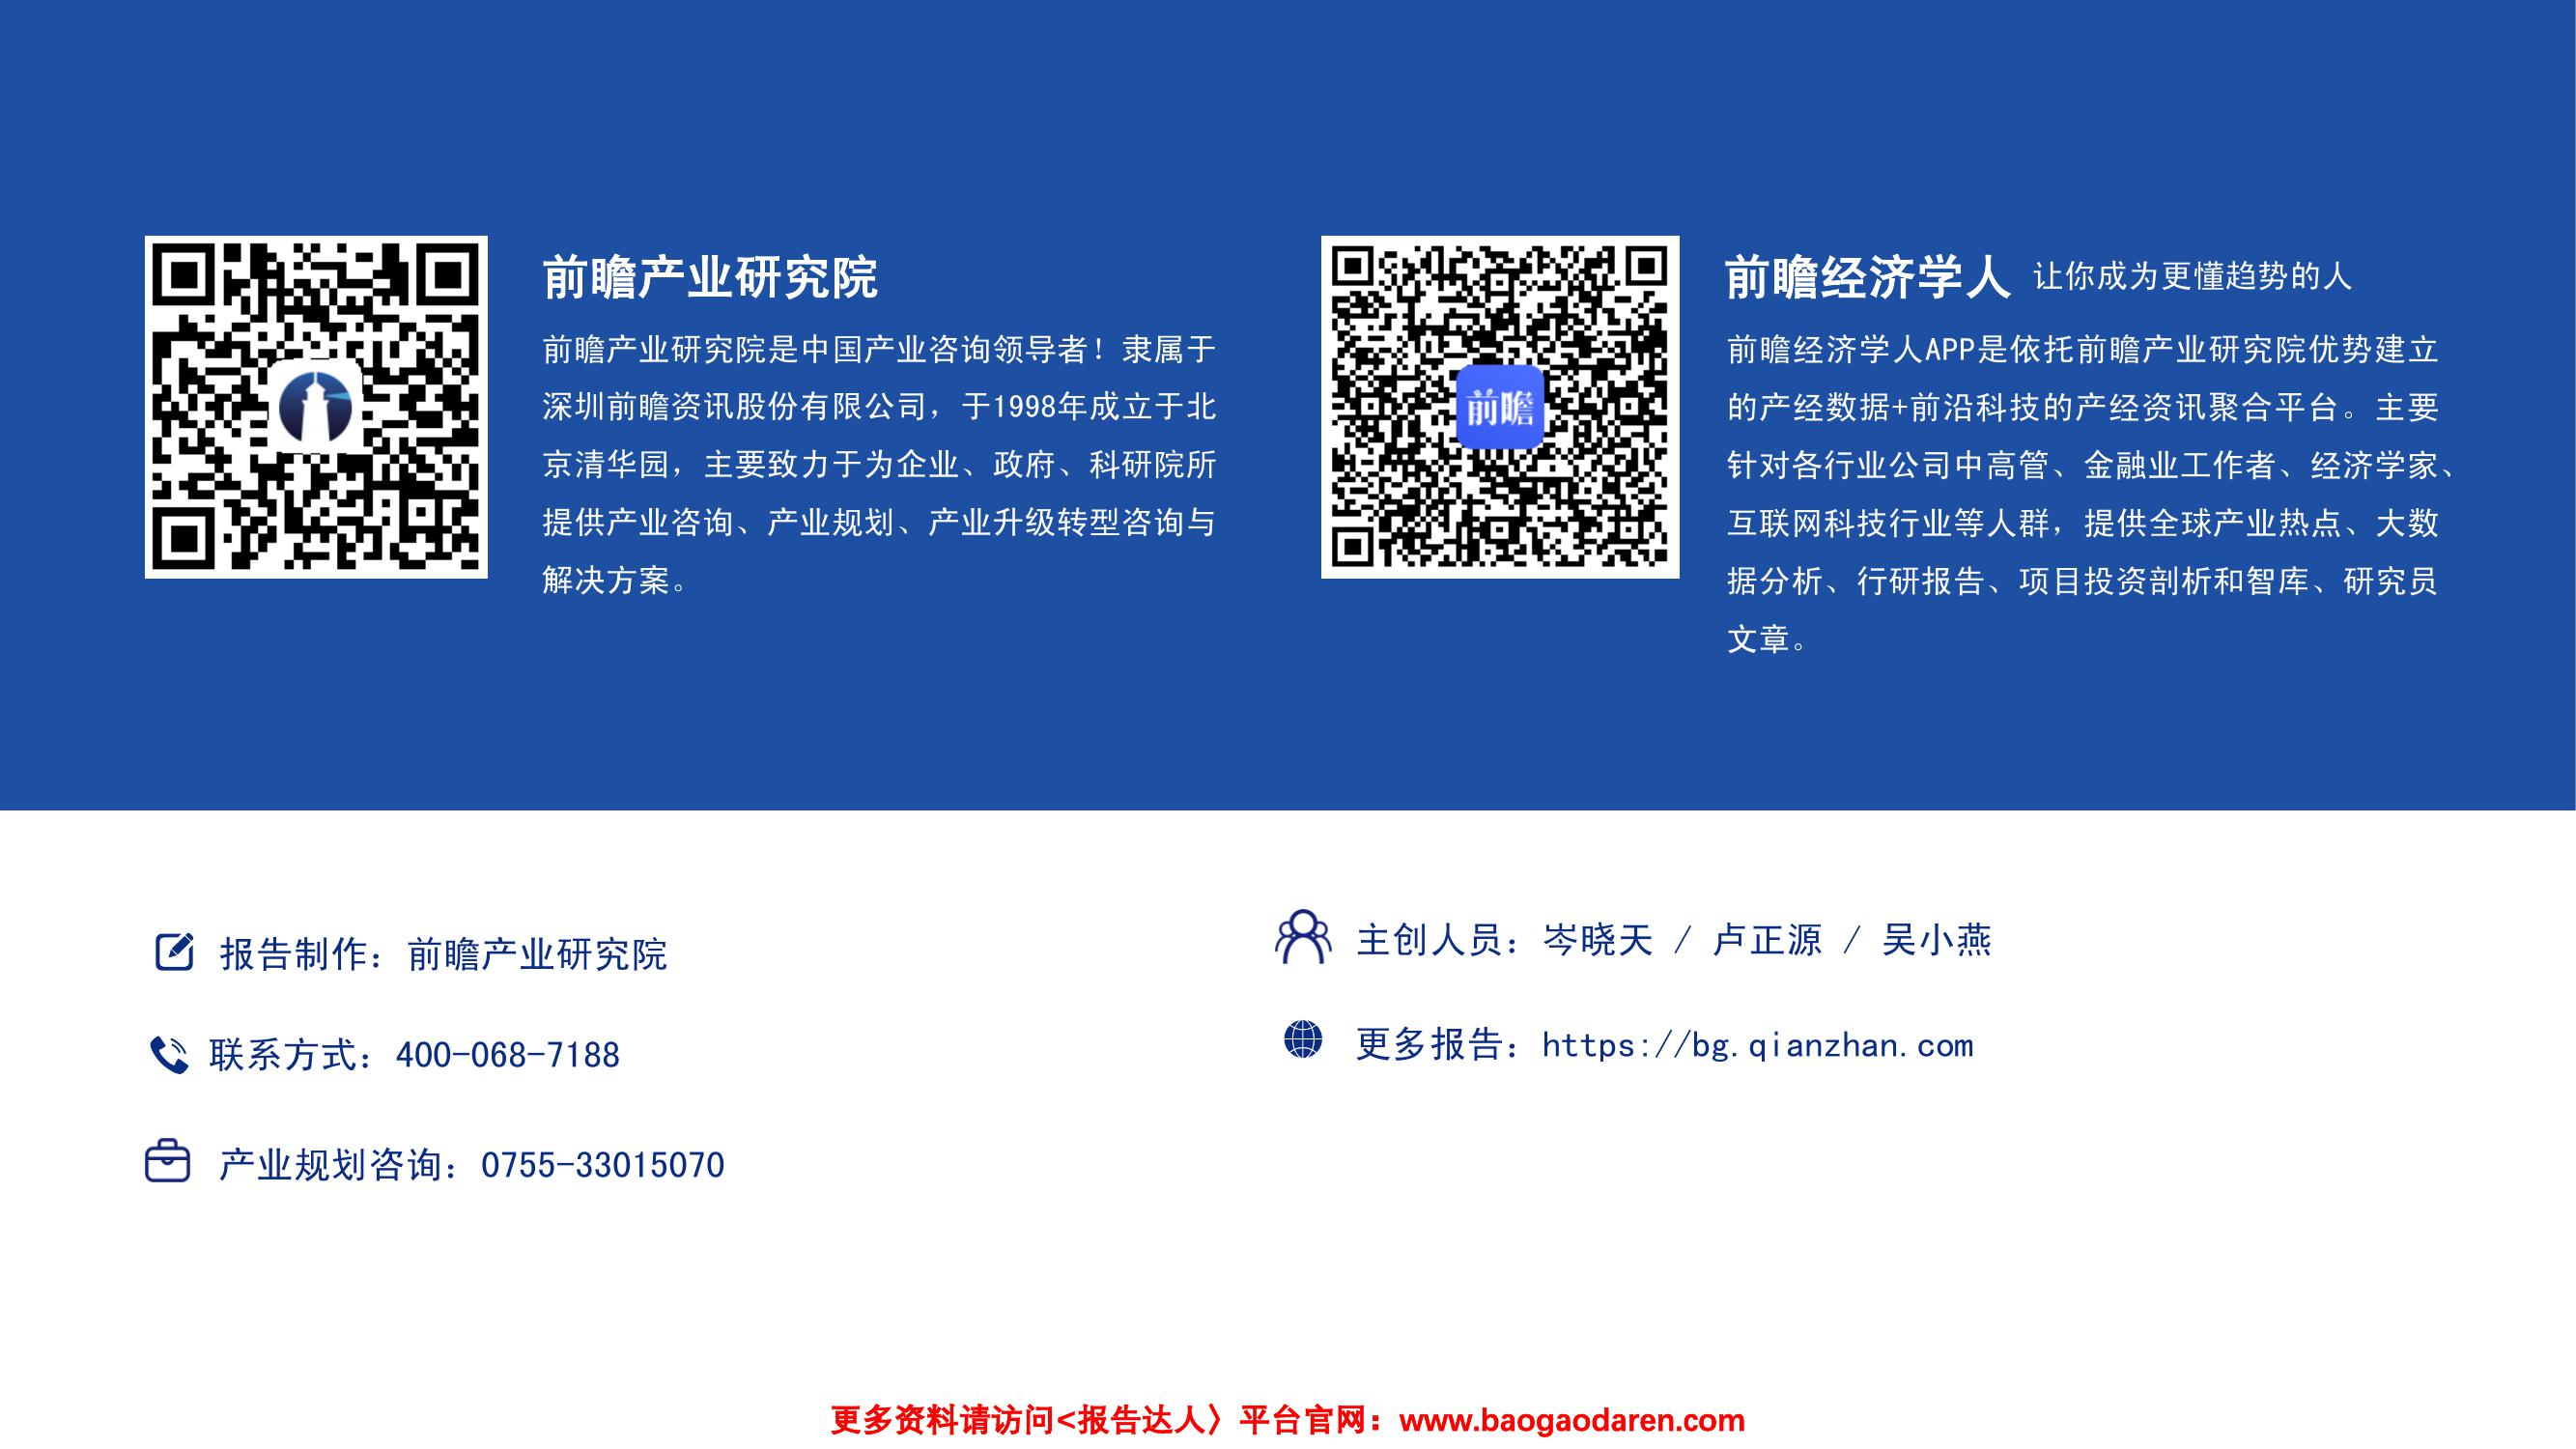 前瞻产业研究院
前瞻产业研究院是中国产业咨询领导者！隶属于
深圳前瞻资讯股份有限公司，于1998年成立于北
京清华园，主要致力于为企业、政府、科研院所
提供产业咨询、产业规划、产业升级转型咨询与
解决方案。
前瞻
前瞻经济学人 让你成为更懂趋势的人
前瞻经济学人APP是依托前瞻产业研究院优势建立
的产经数据+前沿科技的产经资讯聚合平台。主要
针对各行业公司中高管、金融业工作者、经济学家、
互联网科技行业等人群，提供全球产业热点、大数
据分析、行研报告、项目投资剖析和智库、研究员
文章。
报告制作：前瞻产业研究院
联系方式：400-068-7188
产业规划咨询：0755-33015070
主创人员：岑晓天 / 卢正源 / 吴小燕
更多报告：https://bg.qianzhan.com
更多资料请访问<报告达人〉平台官网：www.baogaodaren.com